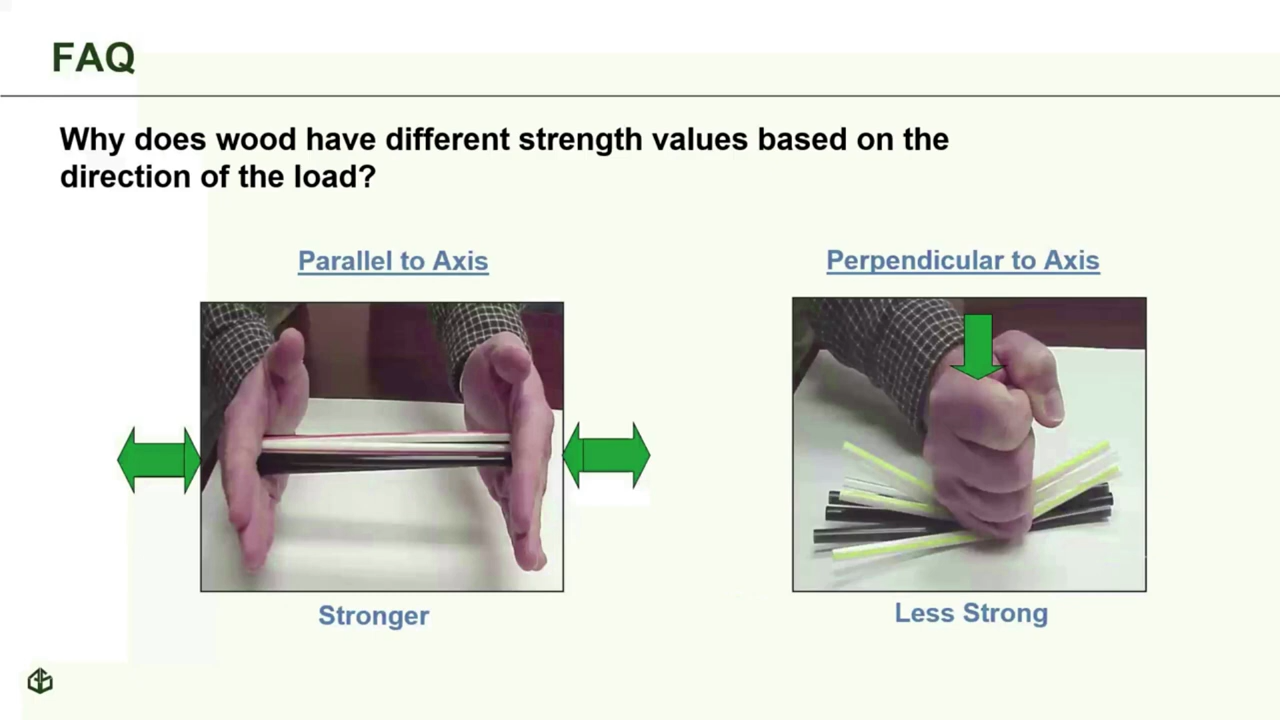 FAQ
Why does wood have different strength values based on the
direction of the load?
Parallel to Axis
Perpendicular to Axis
Stronger
Less Strong